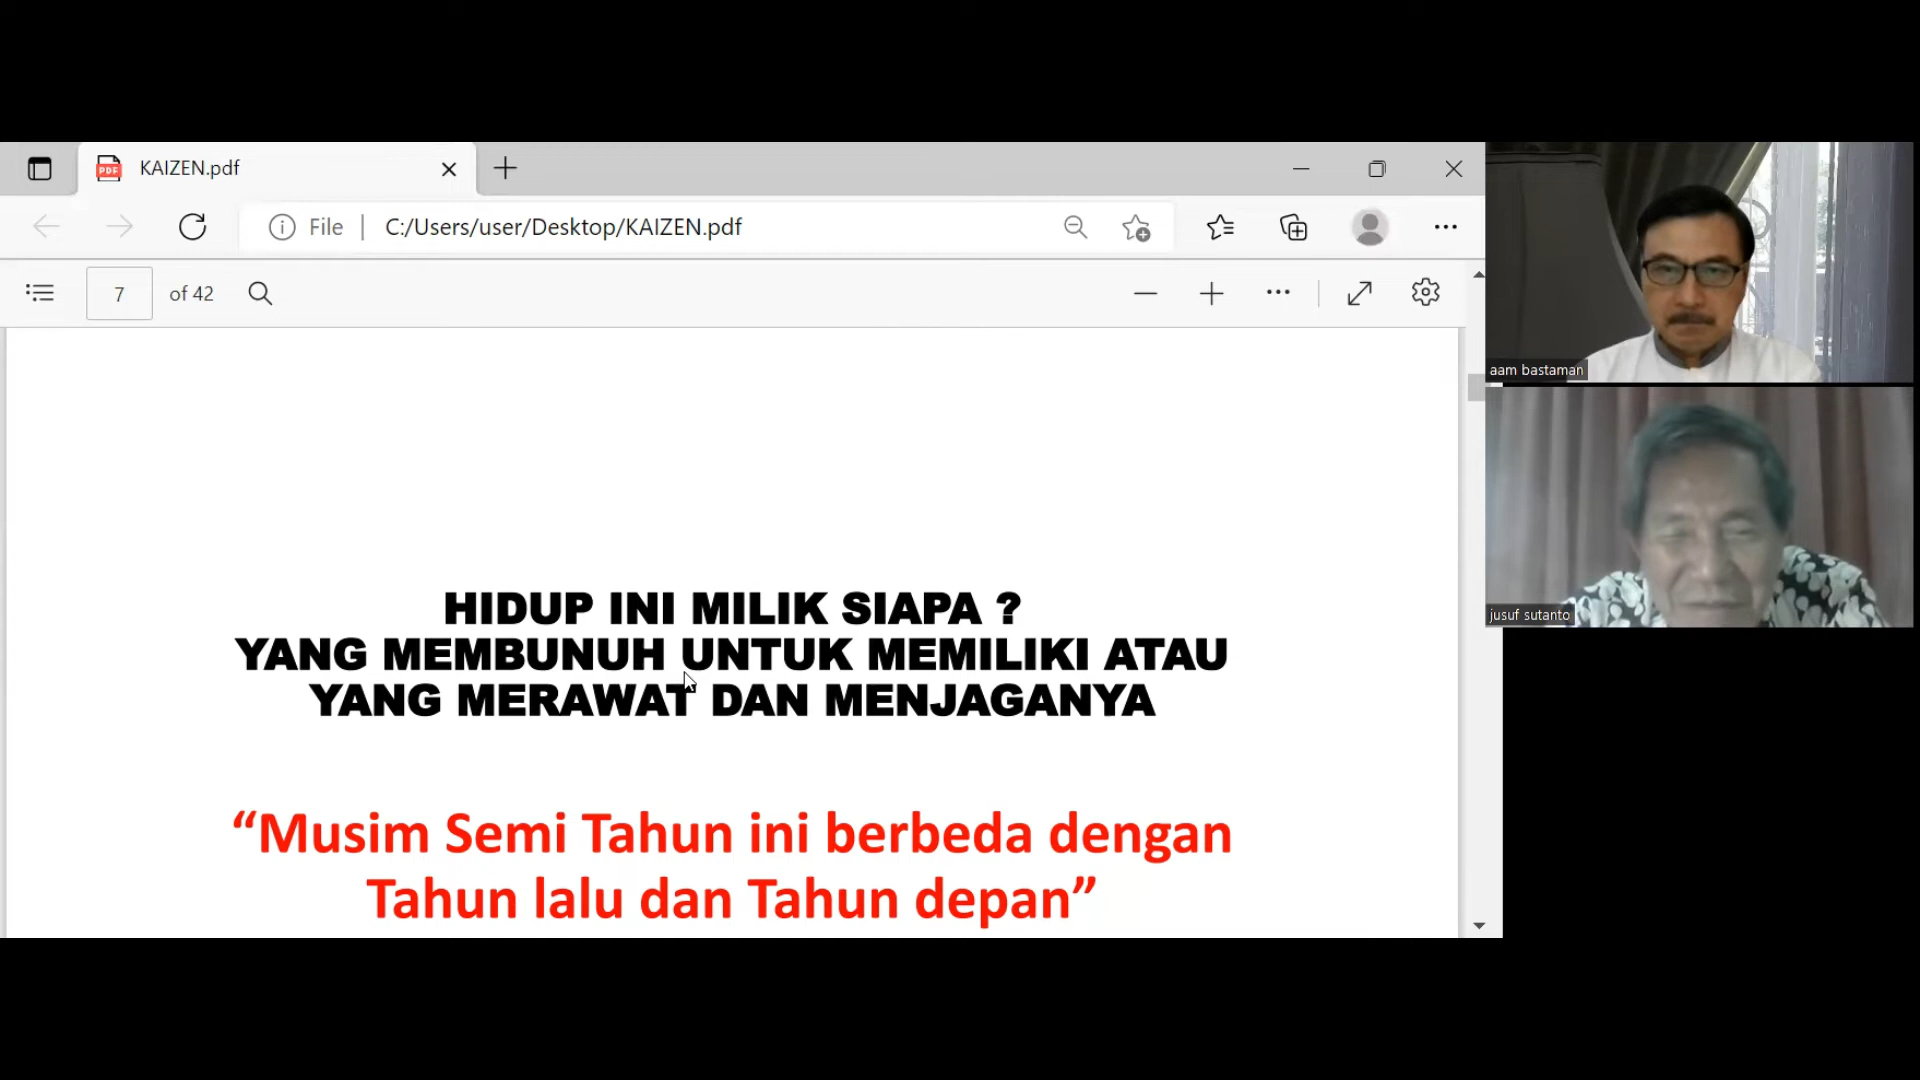 KAIZEN.pdf
File
C:/Users/user/Desktop/KAIZEN.pdf
7 of 42
HIDUP INI MILIK SIAPA ?
YANG MEMBUNUH UNTUK MEMILIKI ATAU
YANG MERAWAT DAN MENJAGANYA
“Musim Semi Tahun ini berbeda dengan
Tahun lalu dan Tahun depan”
aam bastaman
jusuf sutanto
PDF